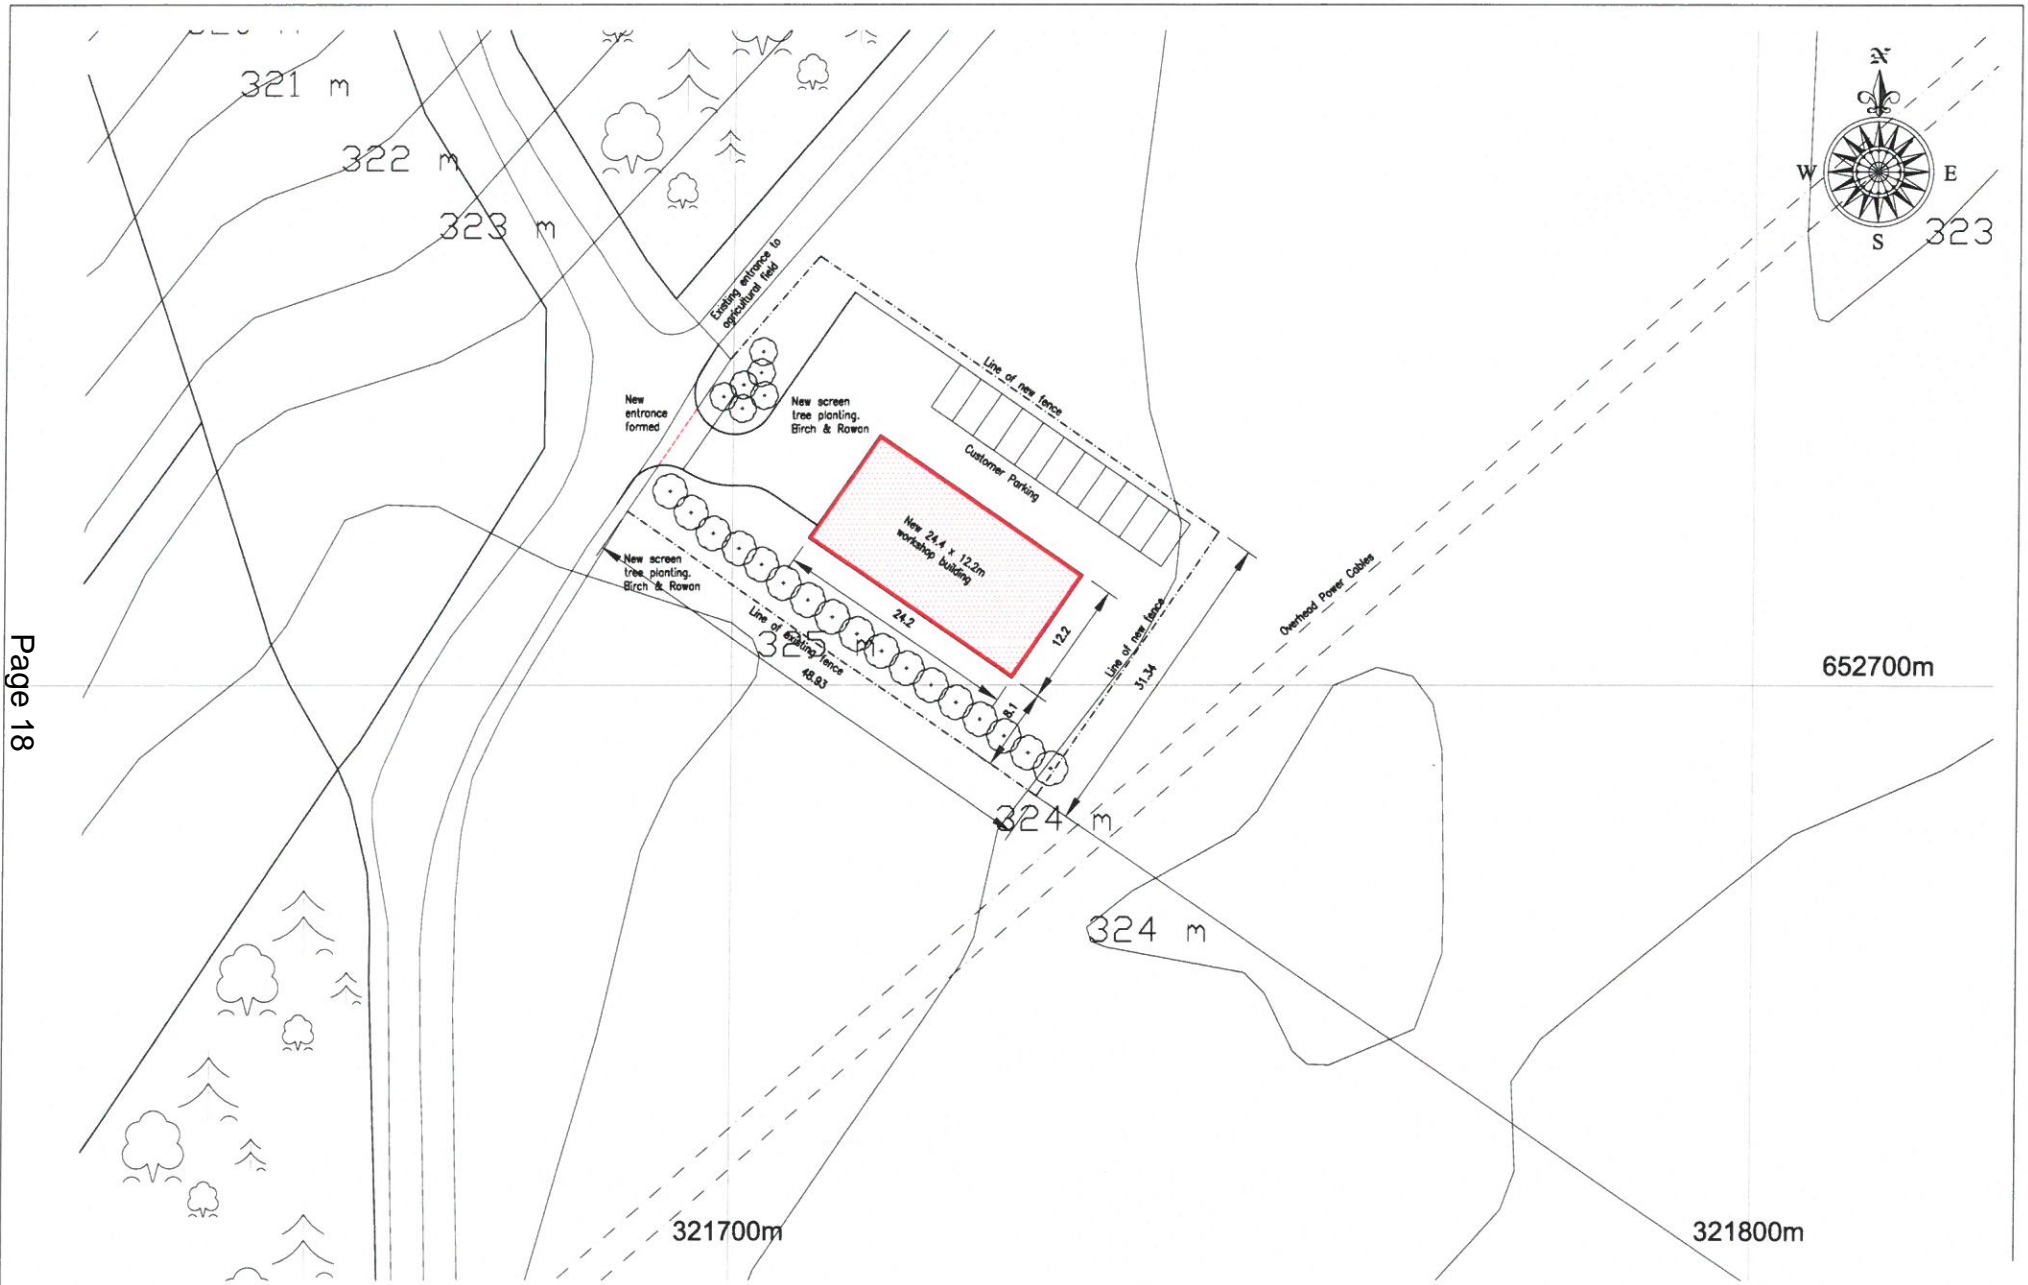 321 m
322 m
323 m
N
W
E
S
323
Existing entrance to
agricultural field
Line of new fence
New
entrance
formed
New screen
tree planting.
Birch & Rowan
Customer Parking
New 24.4 x 12.2m
workshop building
New screen
tree planting.
Birch & Rowan
24.2
12.2
Line of new fence
31.34
Overhead Power Cables
Line of existing fence
325 m
48.93
8.1
652700m
Page 18
324 m
324 m
321700m
321800m